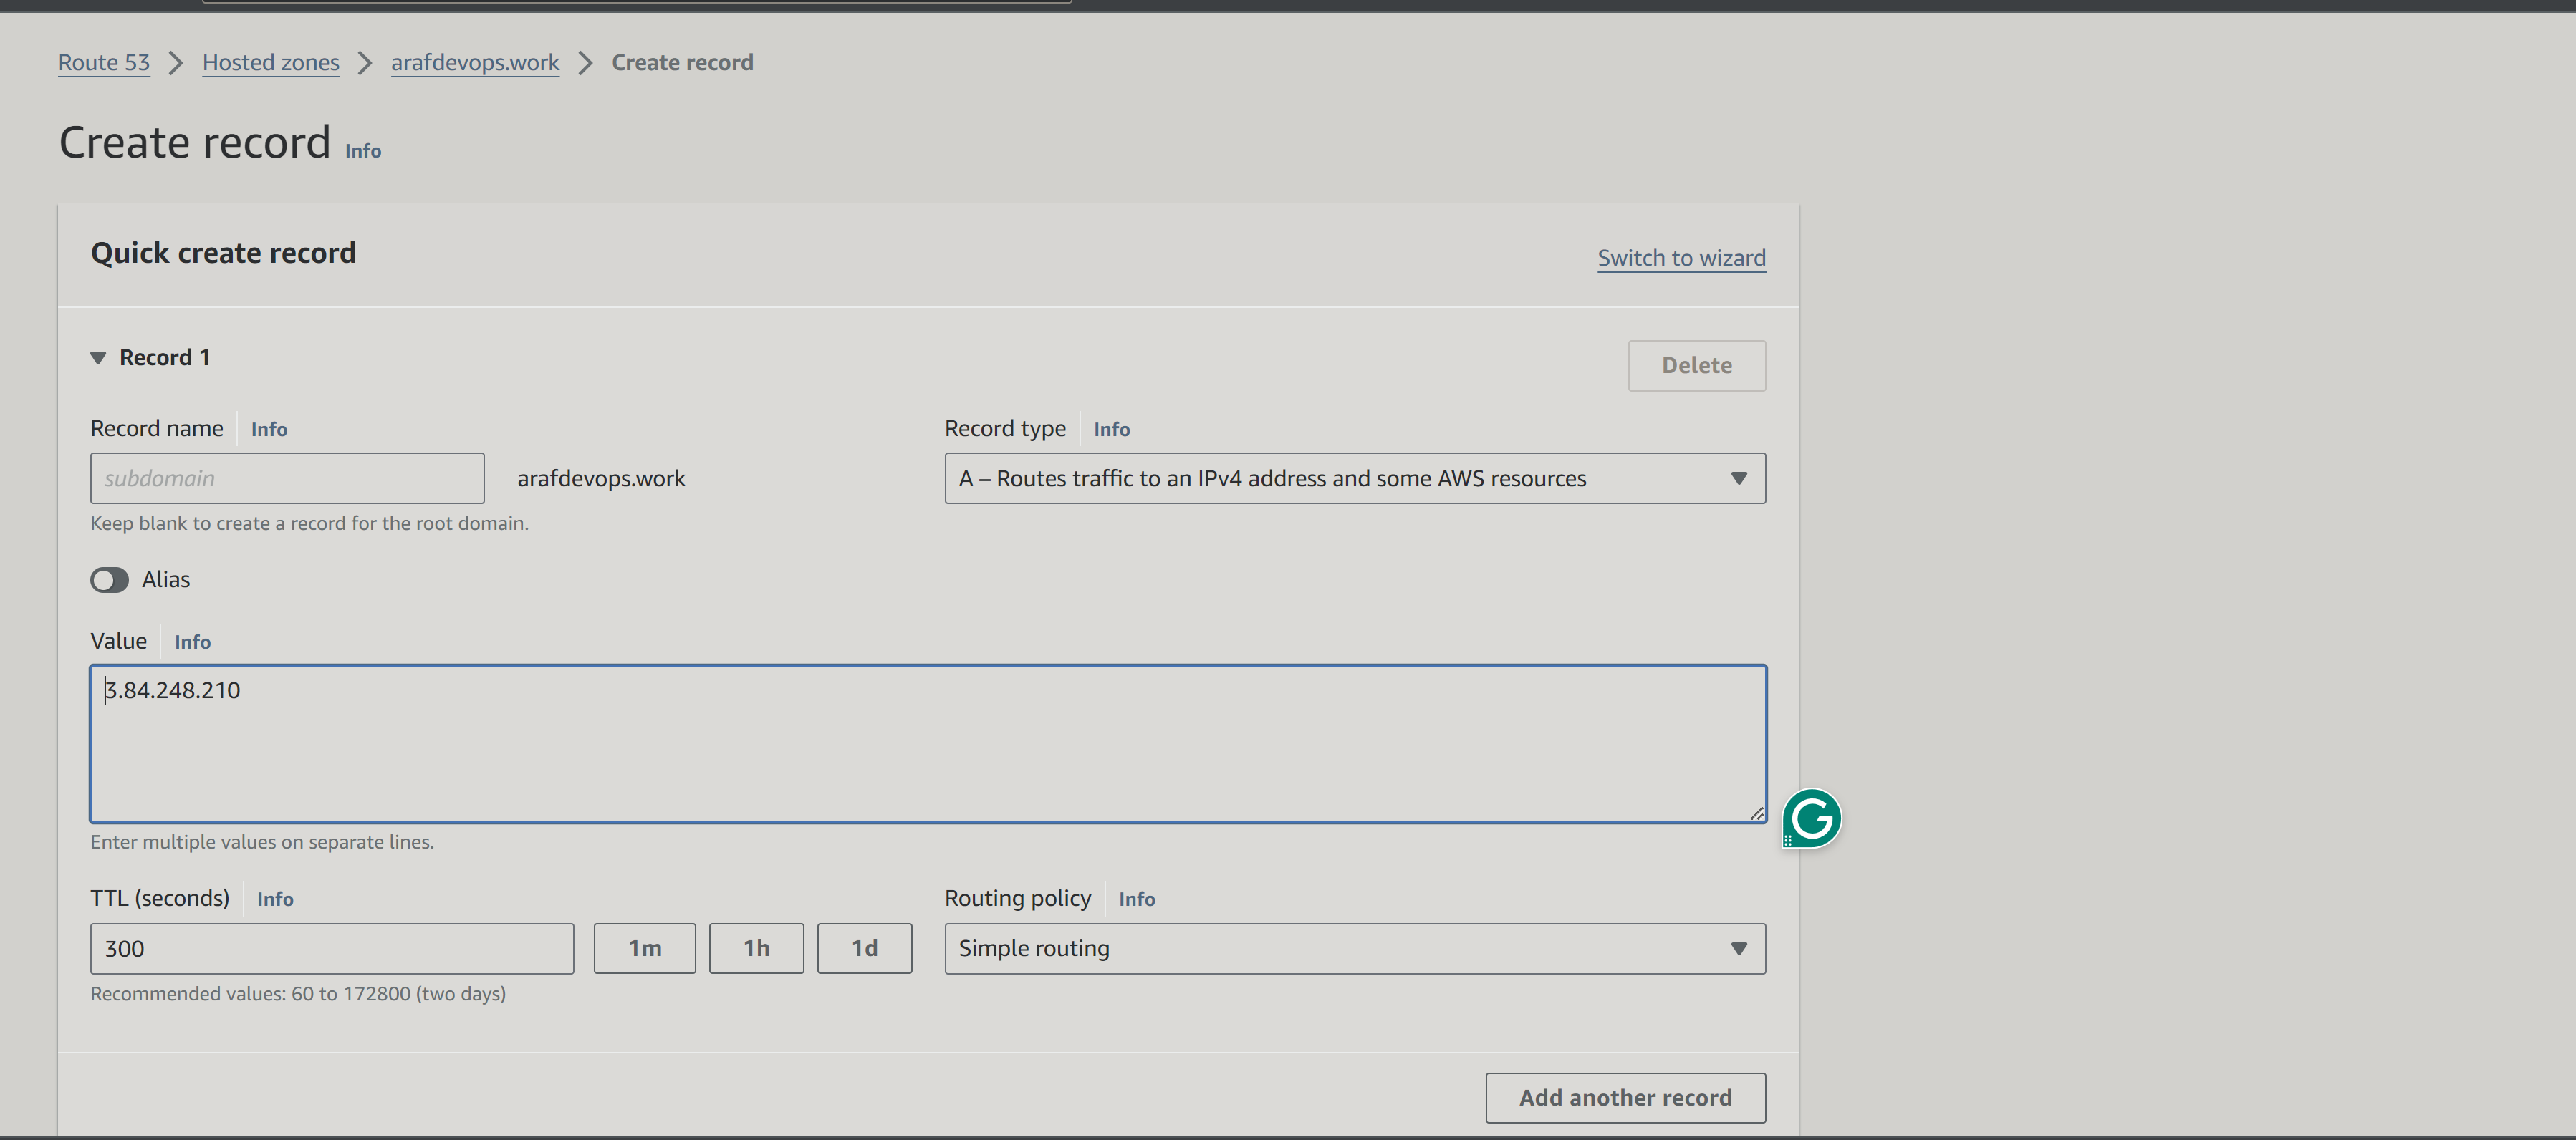 Route 53 > Hosted zones > arafdevops.work > Create record
Create record Info
Quick create record
Switch to wizard
Record 1
Delete
Record name Info
Record type Info
subdomain
arafdevops.work
A – Routes traffic to an IPv4 address and some AWS resources
Keep blank to create a record for the root domain.
Alias
Value Info
3.84.248.210
Enter multiple values on separate lines.
TTL (seconds) Info
Routing policy Info
300
1m
1h
1d
Simple routing
Recommended values: 60 to 172800 (two days)
Add another record